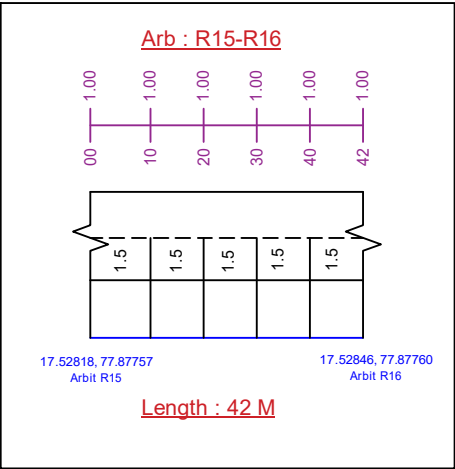 Arb : R15-R16
1.00 1.00 1.00 1.00 1.00 1.00
00 10 20 30 40 42
1.5 1.5 1.5 1.5 1.5
17.52818, 77.87757
Arbit R15
17.52846, 77.87760
Arbit R16
Length : 42 M